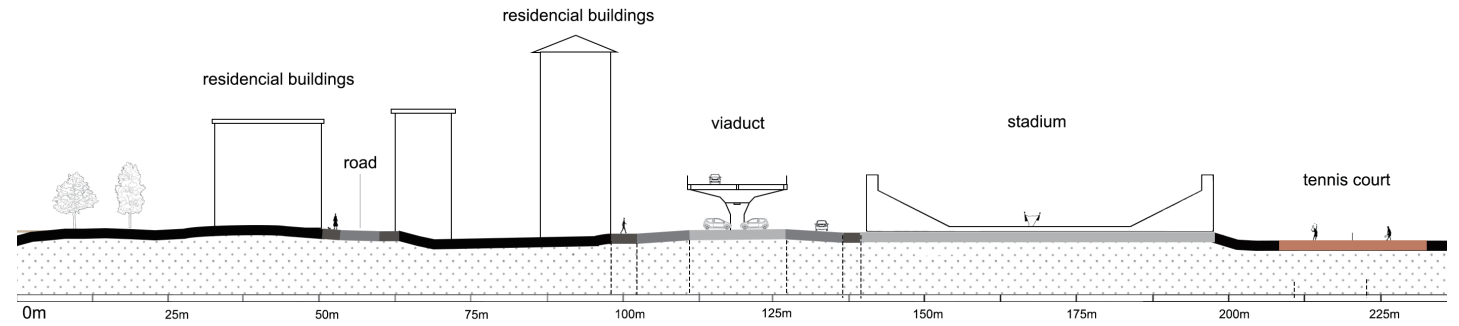 residencial buildings
residencial buildings
road
viaduct
stadium
tennis court
0m
25m
50m
75m
100m
125m
150m
175m
200m
225m